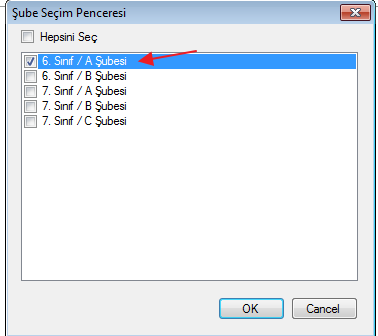 Şube Seçim Penceresi
Hepsini Seç
6. Sınıf / A Şubesi
6. Sınıf / B Şubesi
7. Sınıf / A Şubesi
7. Sınıf / B Şubesi
7. Sınıf / C Şubesi
OK Cancel